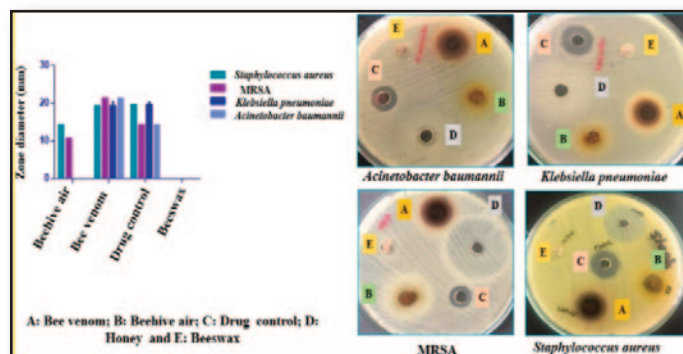 Zone diameter (mm)
30
20
10
0
Staphylococcus aureus
MRSA
Klebsiella pneumoniae
Acinetobacter baumannii
Beehive air
Bee venom
Drug control
Beeswax
A: Bee venom; B: Beehive air; C: Drug control; D:
Honey and E: Beeswax
E
A
C
B
D
Acinetobacter baumannii
C
E
D
A
B
Klebsiella pneumoniae
A
D
E
B
C
MRSA
D
E
C
B
A
Staphylococcus aureus